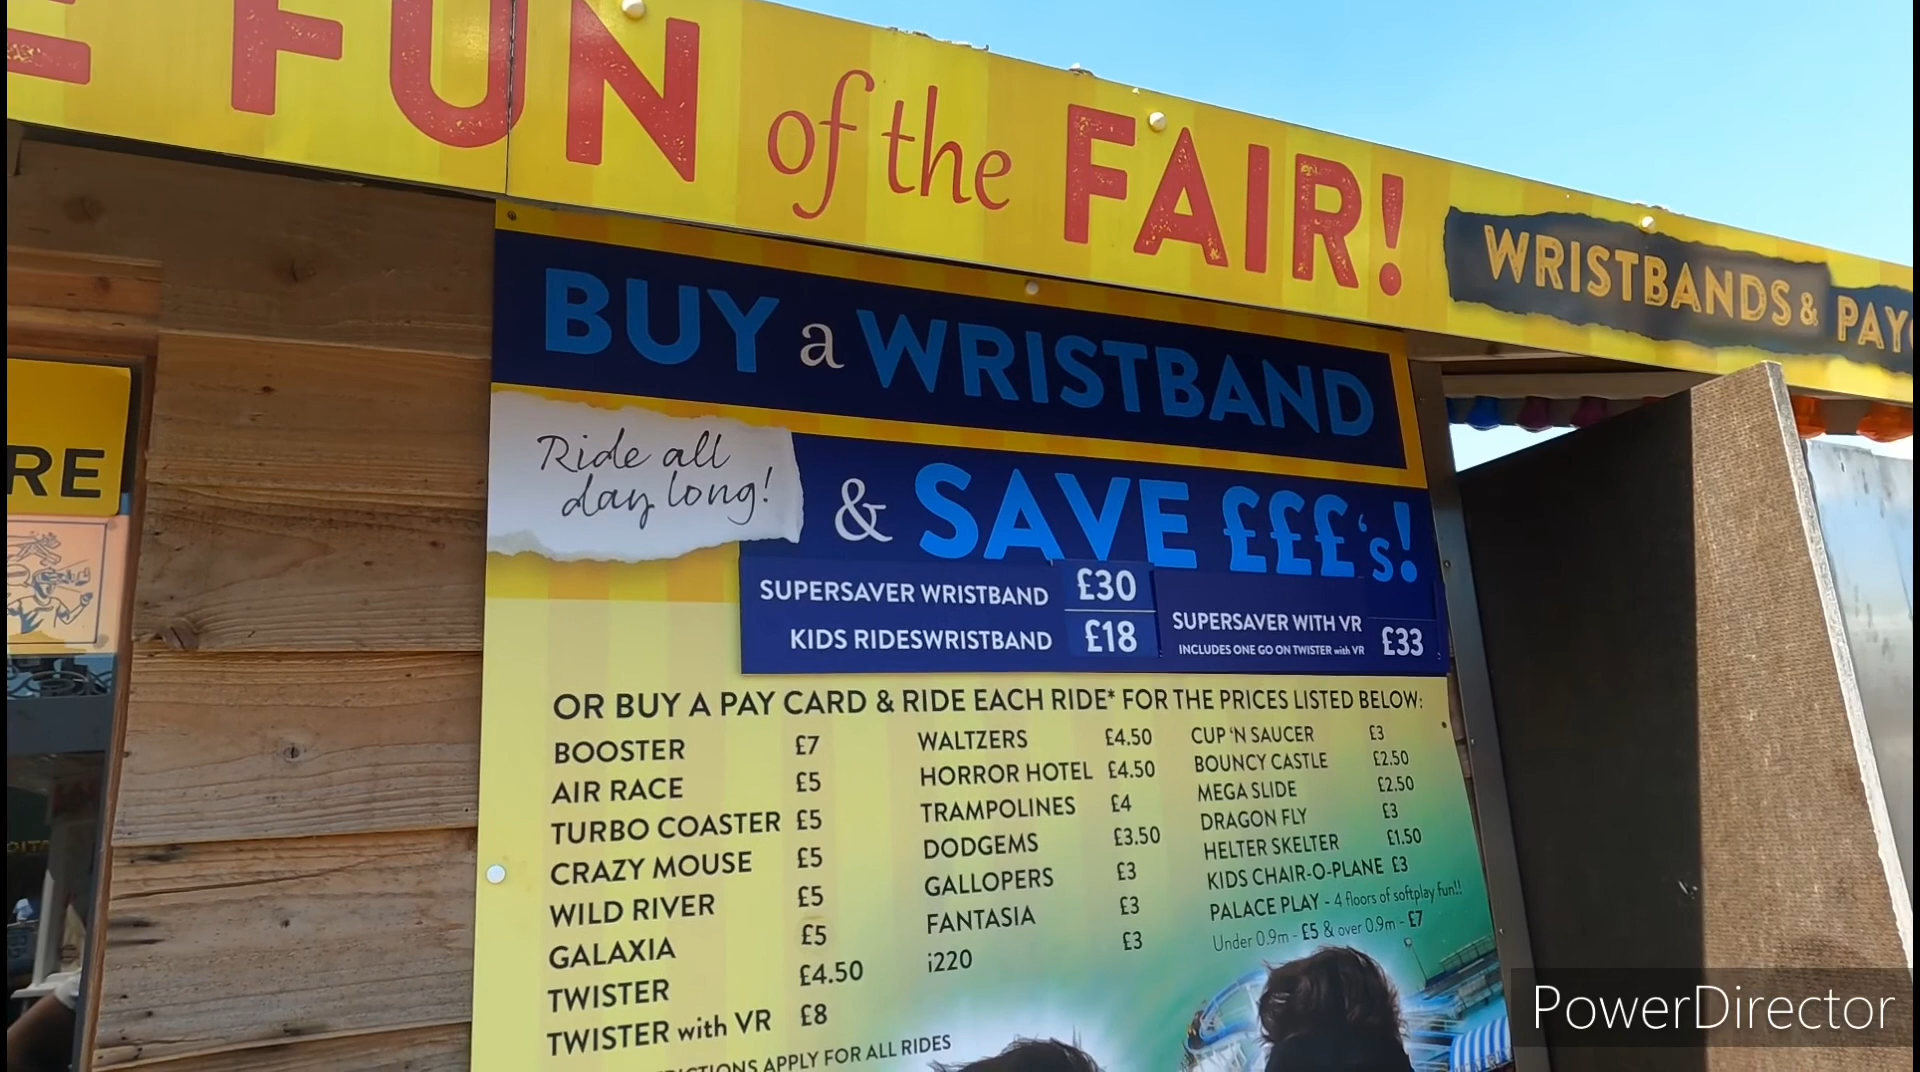 FUN of the FAIR!
WRISTBANDS &
BUY a WRISTBAND
Ride all
day long!
& SAVE £££'s!
SUPERSAVER WRISTBAND £30
KIDS RIDESWRISTBAND £18
SUPERSAVER WITH VR £33
INCLUDES ONE GO ON TWISTER with VR
OR BUY A PAY CARD & RIDE EACH RIDE* FOR THE PRICES LISTED BELOW:
BOOSTER £7
AIR RACE £5
TURBO COASTER £5
CRAZY MOUSE £5
WILD RIVER £5
GALAXIA £5
TWISTER £4.50
TWISTER with VR £8
WALTZERS £4.50
HORROR HOTEL £4.50
TRAMPOLINES £4
DODGEMS £3.50
GALLOPERS £3
FANTASIA £3
i220 £3
CUP 'N SAUCER £3
BOUNCY CASTLE £2.50
MEGA SLIDE £2.50
DRAGON FLY £3
HELTER SKELTER £1.50
KIDS CHAIR-O-PLANE £3
PALACE PLAY - 4 floors of softplay fun!!
Under 0.9m - £5 & over 0.9m - £7
APPLY FOR ALL RIDES
RE
PowerDirector